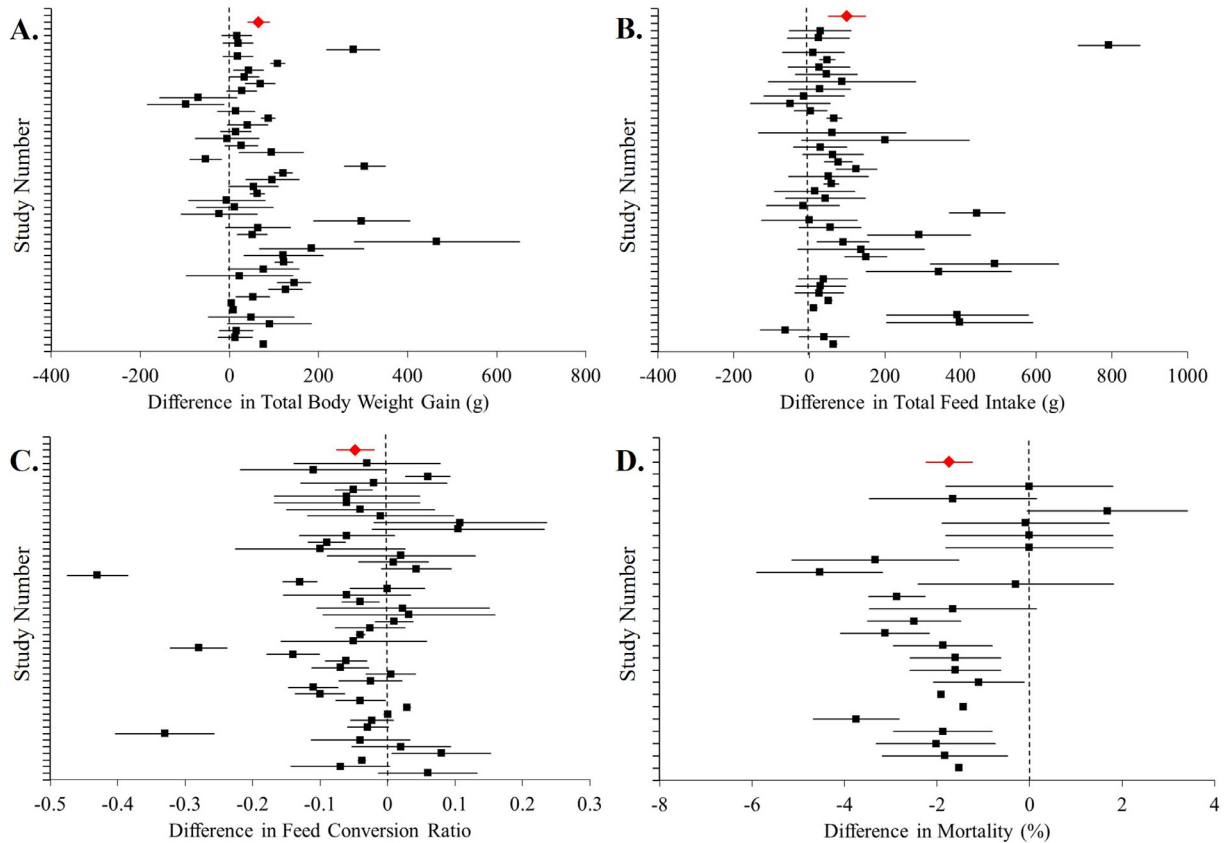 A.
Study Number
-400 -200 0 200 400 600 800
Difference in Total Body Weight Gain (g)
B.
Study Number
-400 -200 0 200 400 600 800 1000
Difference in Total Feed Intake (g)
C.
Study Number
-0.5 -0.4 -0.3 -0.2 -0.1 0 0.1 0.2 0.3
Difference in Feed Conversion Ratio
D.
Study Number
-8 -6 -4 -2 0 2 4
Difference in Mortality (%)